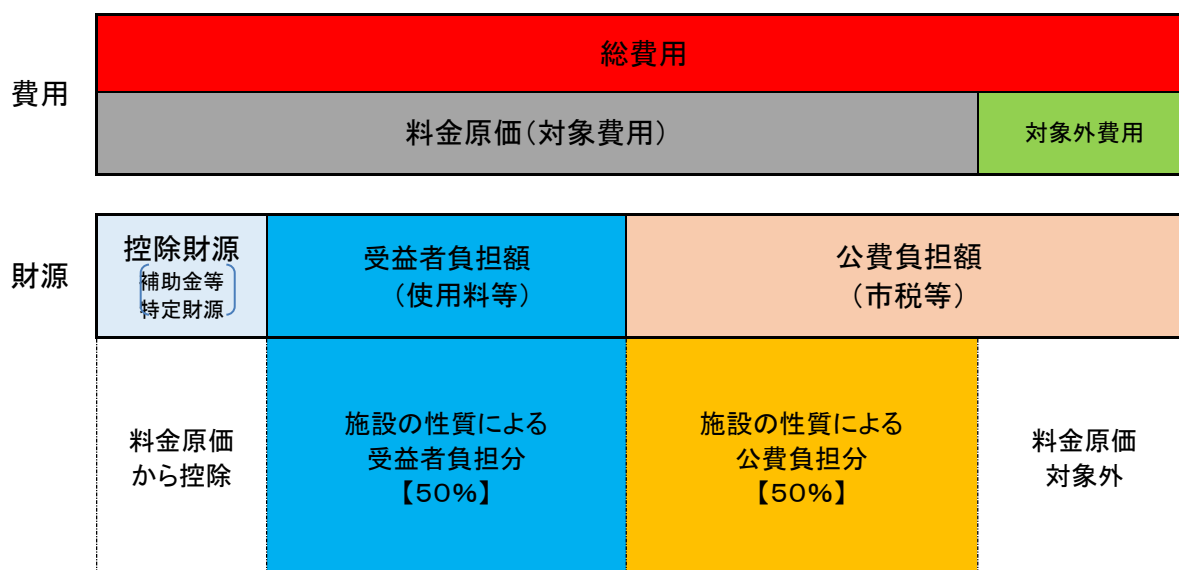 総費用
費用
料金原価(対象費用)
対象外費用
財源
控除財源
補助金等
特定財源
受益者負担額
(使用料等)
公費負担額
(市税等)
料金原価
から控除
施設の性質による
受益者負担分
【50%】
施設の性質による
公費負担分
【50%】
料金原価
対象外